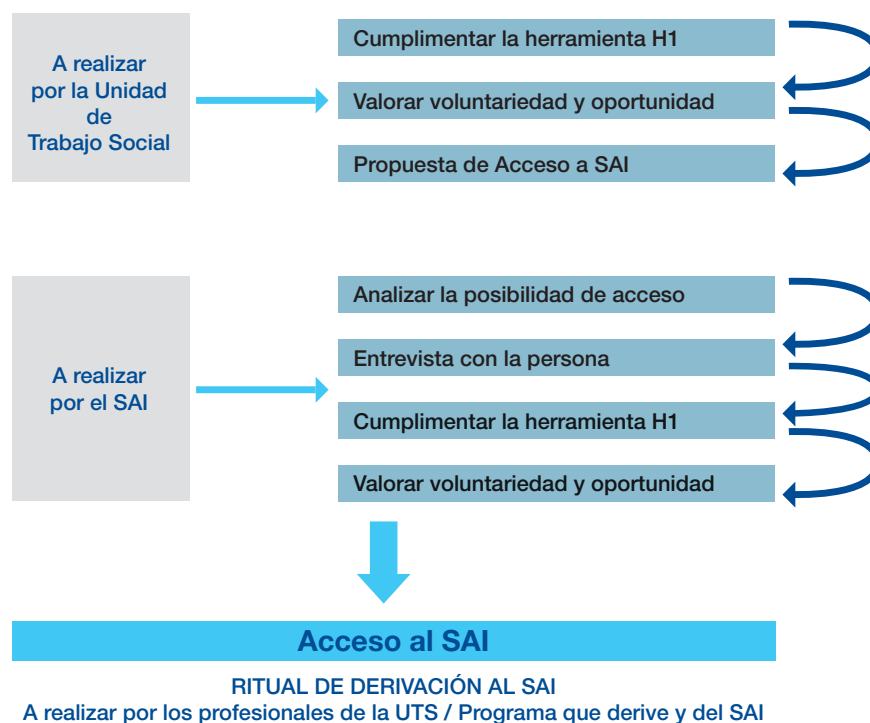 A realizar
por la Unidad
de
Trabajo Social
Cumplimentar la herramienta H1
Valorar voluntariedad y oportunidad
Propuesta de Acceso a SAI
A realizar
por el SAI
Analizar la posibilidad de acceso
Entrevista con la persona
Cumplimentar la herramienta H1
Valorar voluntariedad y oportunidad
Acceso al SAI
RITUAL DE DERIVACIÓN AL SAI
A realizar por los profesionales de la UTS / Programa que derive y del SAI